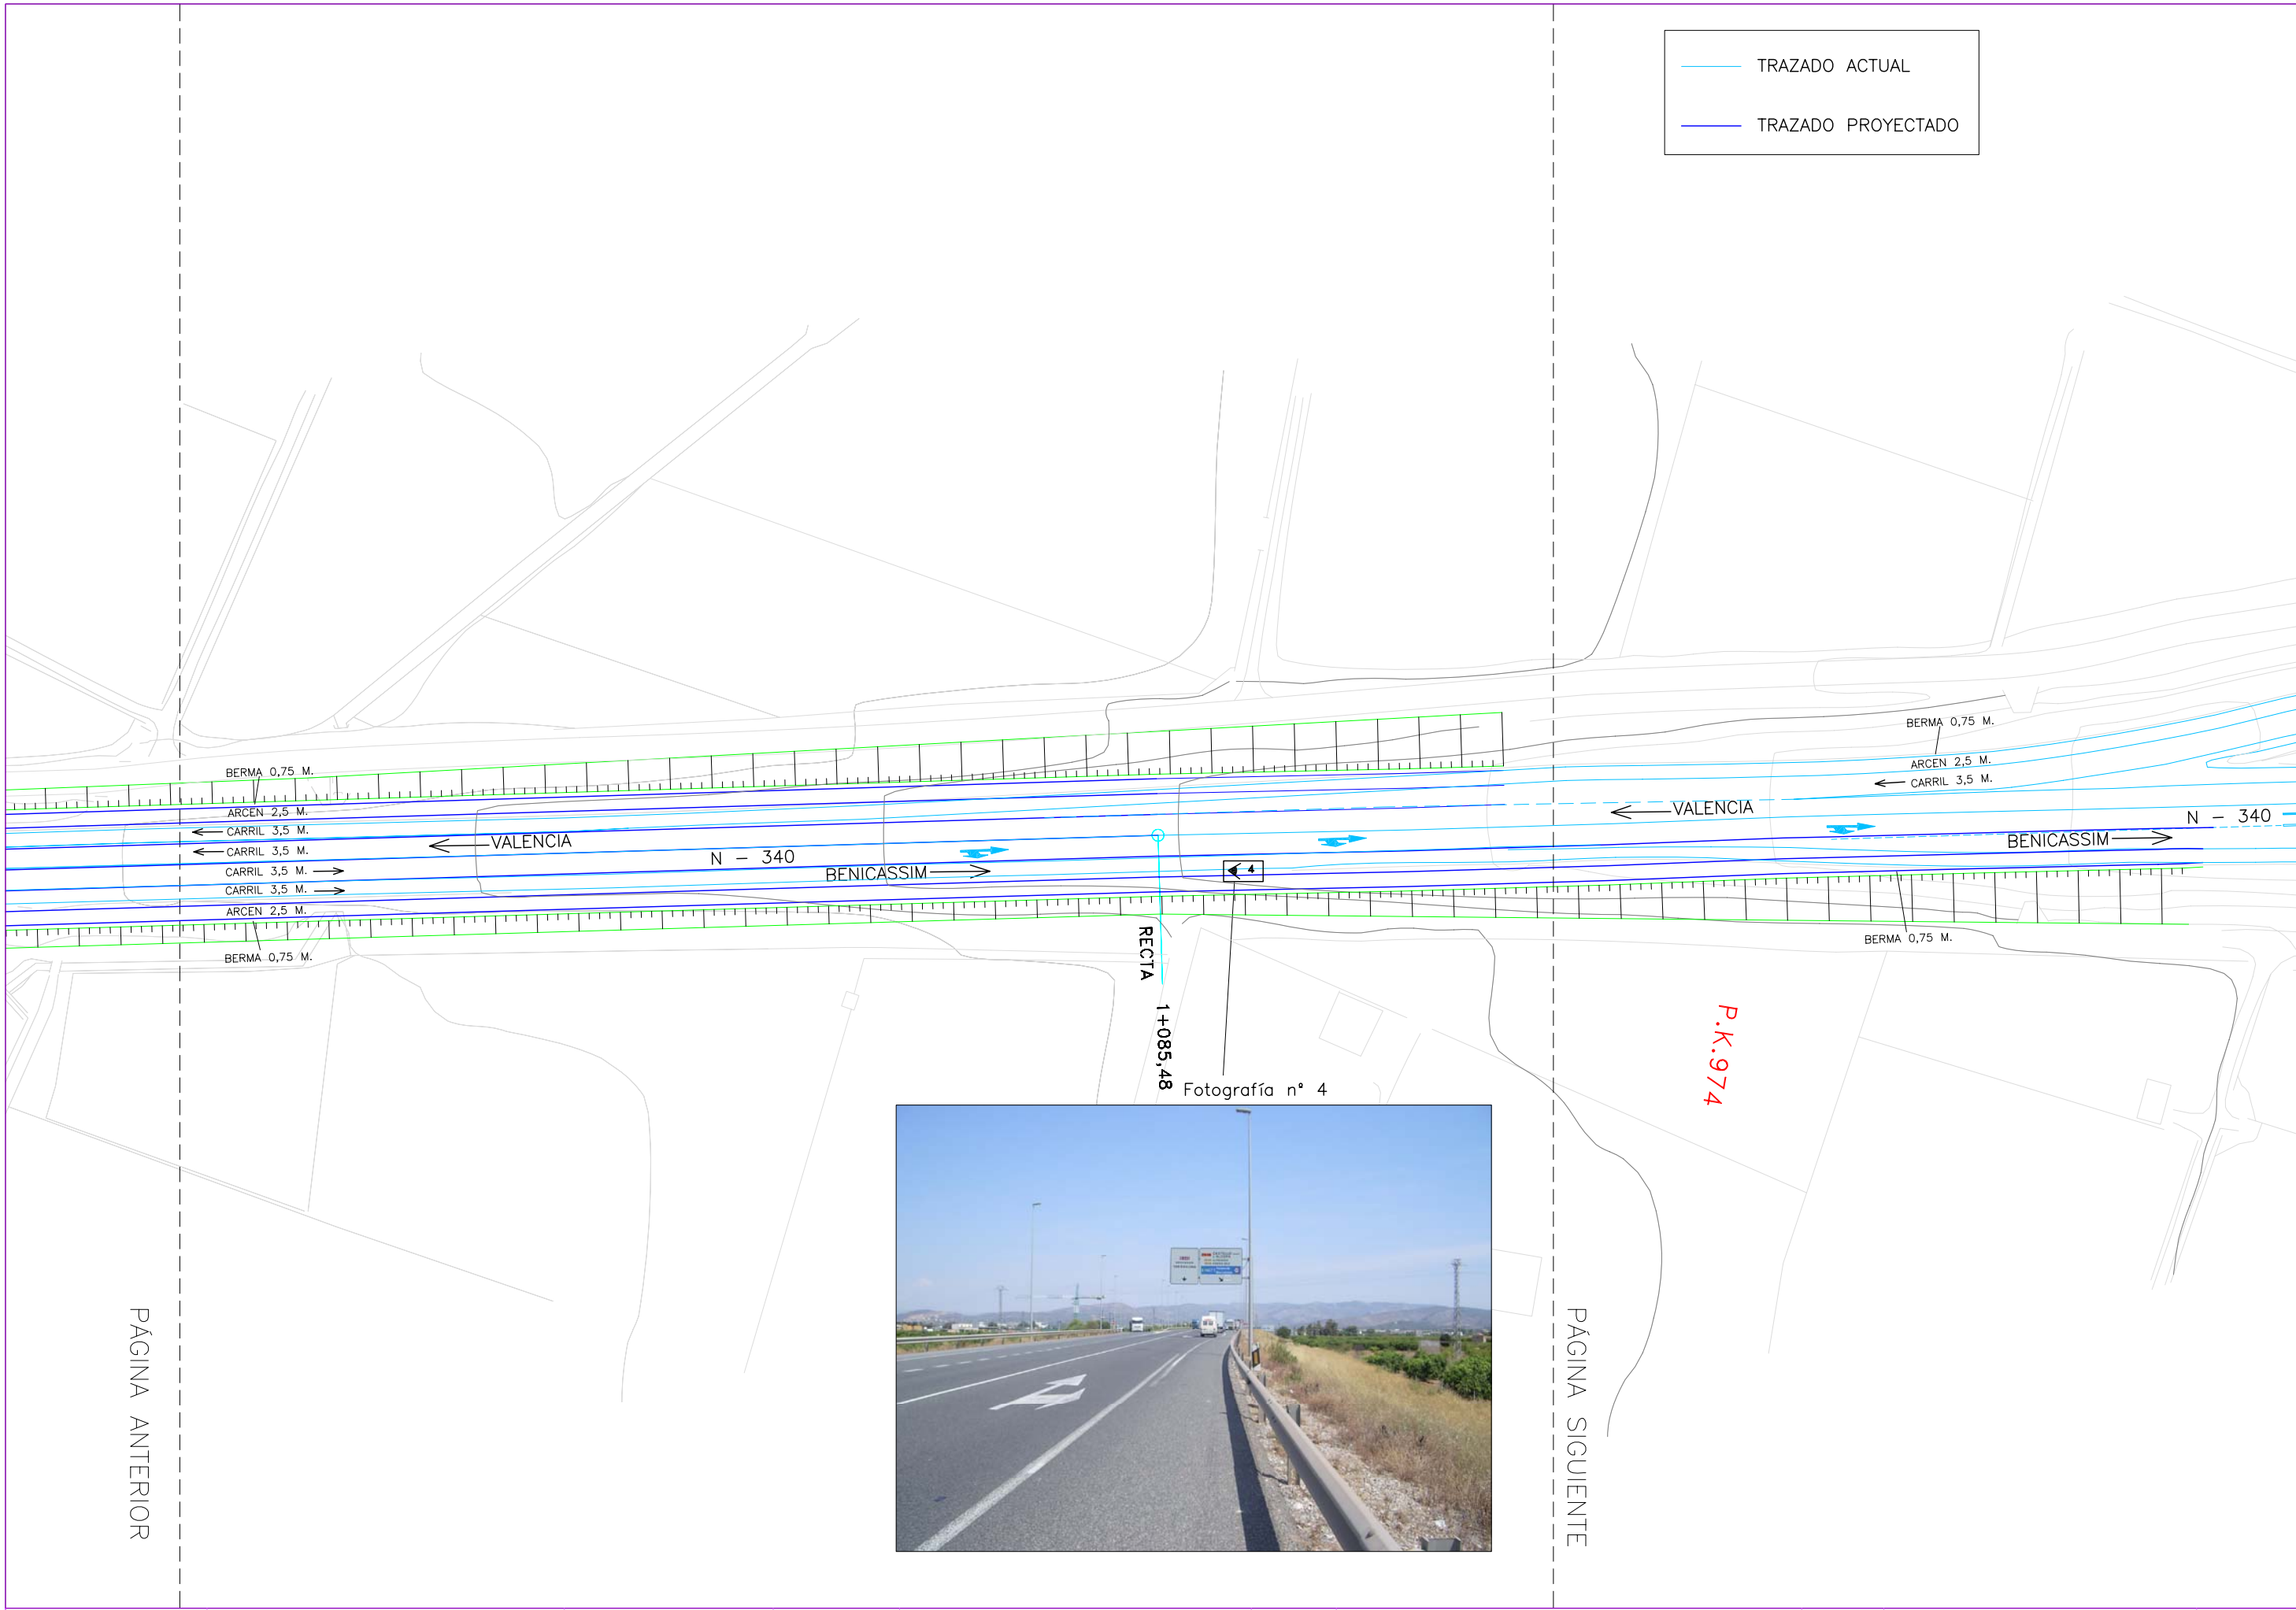 TRAZADO ACTUAL
TRAZADO PROYECTADO
BERMA 0,75 M.
ARCEN 2,5 M.
CARRIL 3,5 M.
BERMA 0,75 M.
ARCEN 2,5 M.
CARRIL 3,5 M.
CARRIL 3,5 M.
CARRIL 3,5 M.
CARRIL 3,5 M.
ARCEN 2,5 M.
BERMA 0,75 M.
VALENCIA
N - 340
BENICASSIM
VALENCIA
N - 340
BENICASSIM
4
BERMA 0,75 M.
RECTA
1+085,48
P.K.974
Fotografía n° 4
PÁGINA ANTERIOR
PÁGINA SIGUIENTE